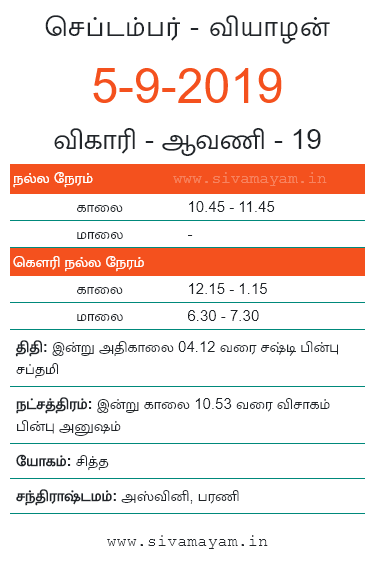 செப்டம்பர் - வியாழன்
5-9-2019
விகாரி - ஆவணி - 19
நல்ல நேரம் www.sivamayam.in
காலை 10.45 - 11.45
மாலை -
கௌரி நல்ல நேரம்
காலை 12.15 - 1.15
மாலை 6.30 - 7.30
திதி: இன்று அதிகாலை 04.12 வரை சஷ்டி பின்பு
சப்தமி
நட்சத்திரம்: இன்று காலை 10.53 வரை விசாகம்
பின்பு அனுஷம்
யோகம்: சித்த
சந்திராஷ்டமம்: அஸ்வினி, பரணி
www.sivamayam.in